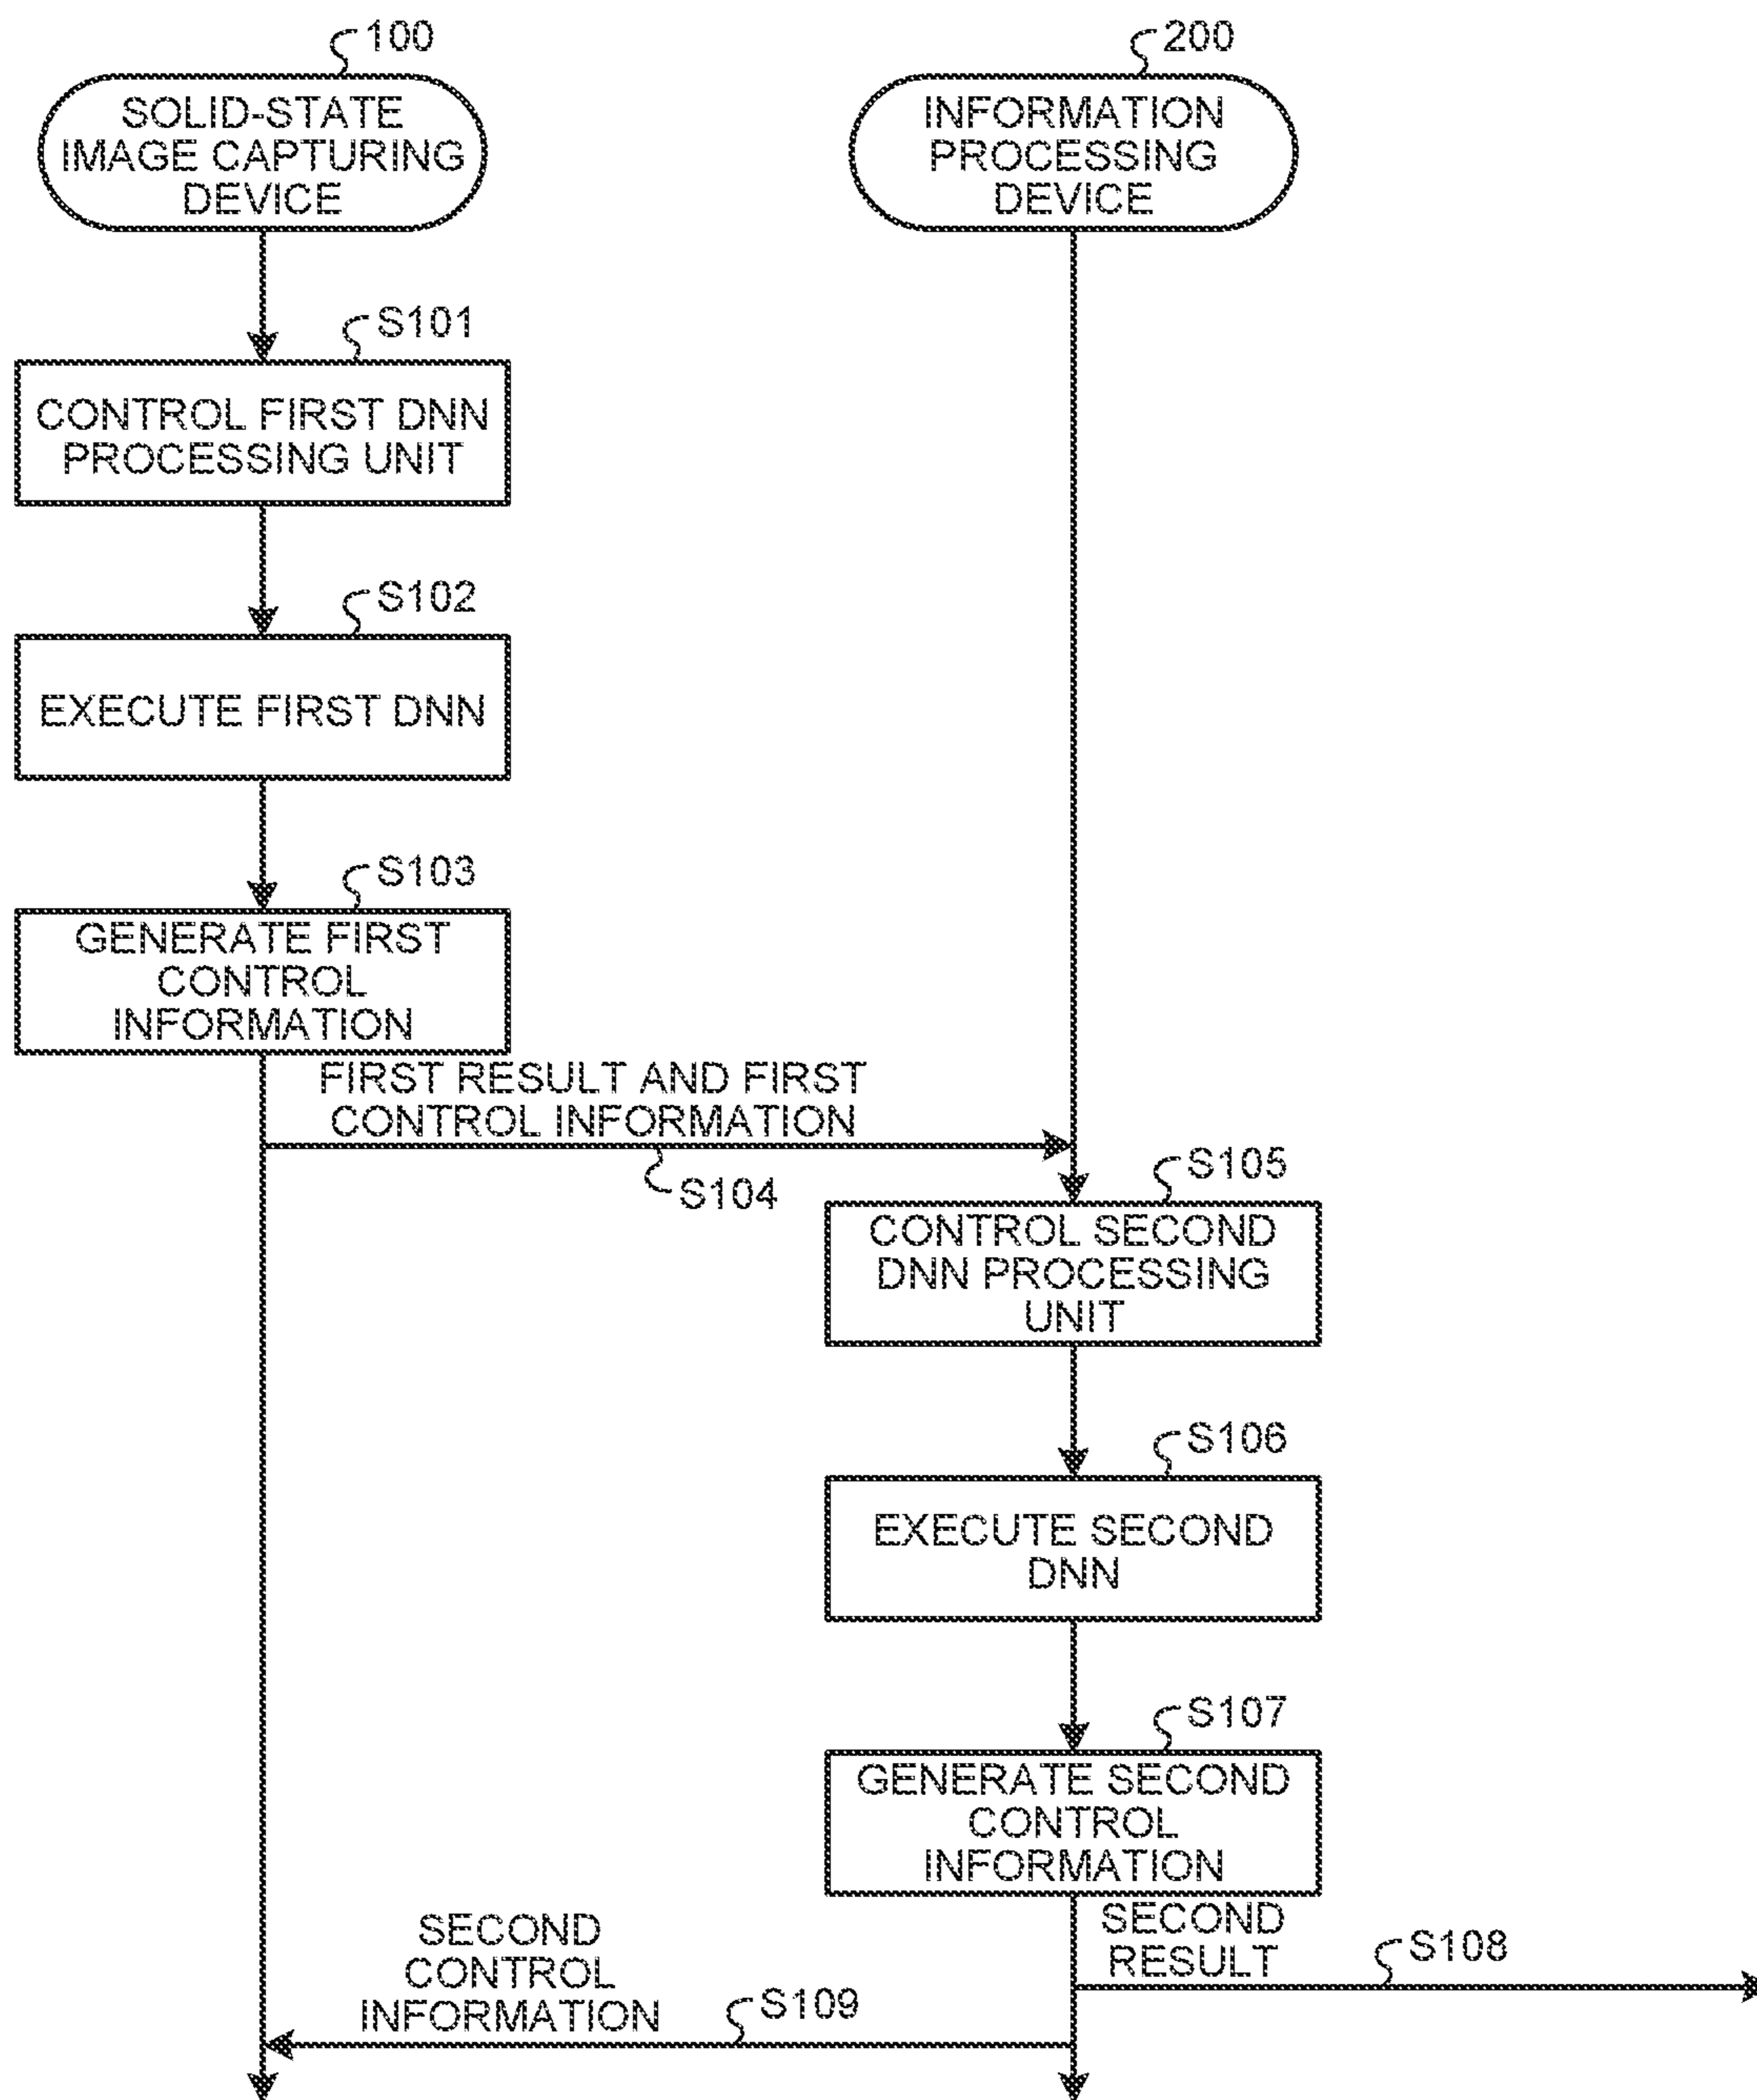 100
SOLID-STATE
IMAGE CAPTURING
DEVICE
200
INFORMATION
PROCESSING
DEVICE
S101
CONTROL FIRST DNN
PROCESSING UNIT
S102
EXECUTE FIRST DNN
S103
GENERATE FIRST
CONTROL
INFORMATION
FIRST RESULT AND FIRST
CONTROL INFORMATION
S104
S105
CONTROL SECOND
DNN PROCESSING
UNIT
S106
EXECUTE SECOND
DNN
S107
GENERATE SECOND
CONTROL
INFORMATION
SECOND
RESULT
S108
SECOND
CONTROL
INFORMATION
S109